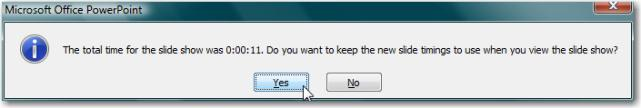 Microsoft Office PowerPoint
The total time for the slide show was 0:00:11. Do you want to keep the new slide timings to use when you view the slide show?
Yes
No